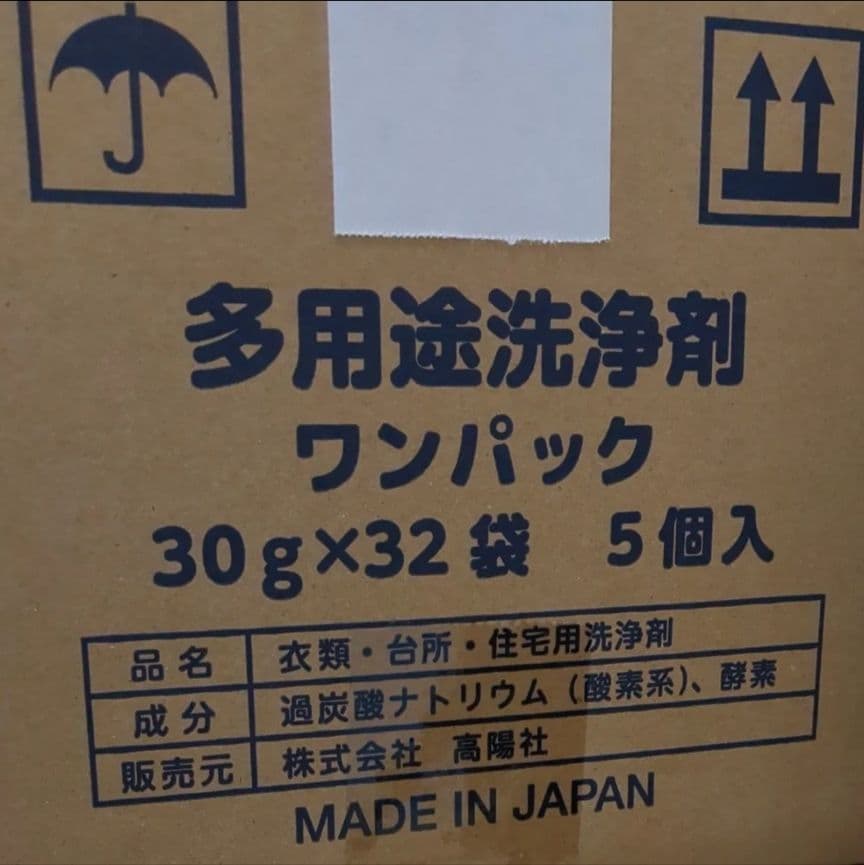 多用途洗浄剤
ワンパック
30g×32袋 5個入
品名 衣類・台所・住宅用洗浄剤
成分 過炭酸ナトリウム（酸素系）、酵素
販売元 株式会社 高陽社
MADE IN JAPAN